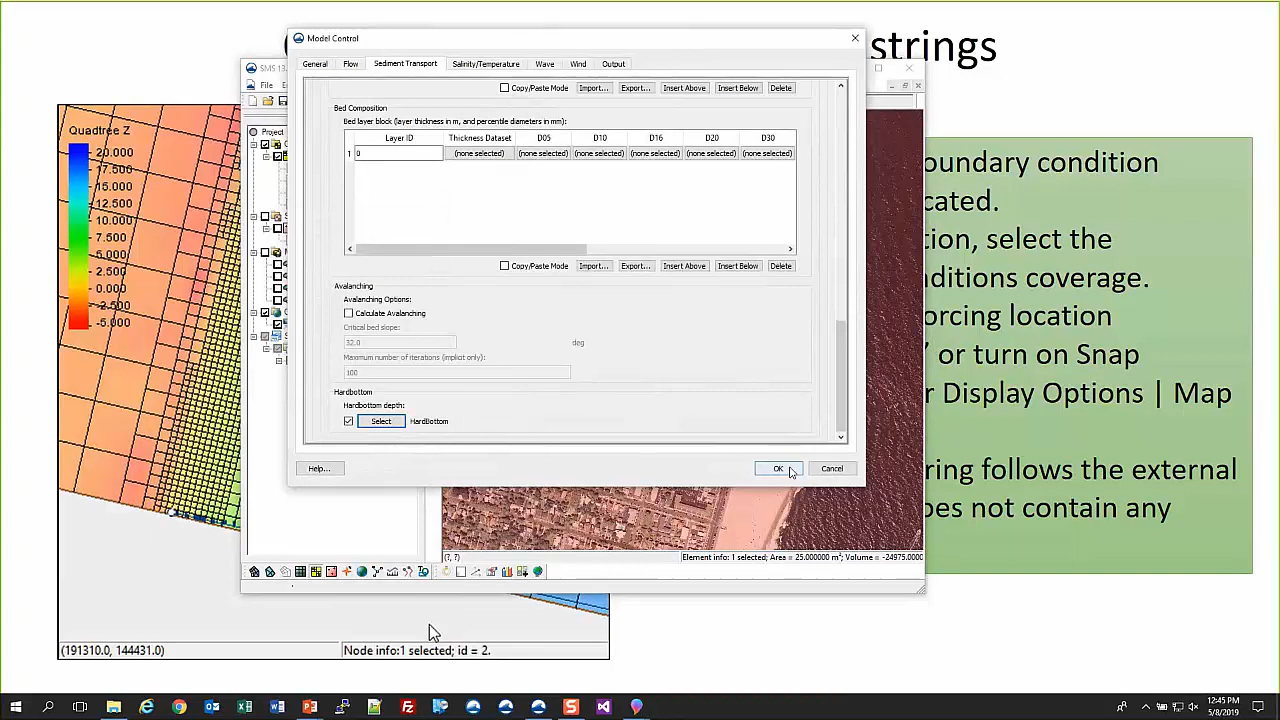 strings
Model Control
SMS 13.
File
General
Flow
Sediment Transport
Salinity/Temperature
Wave
Wind
Output
Copy/Paste Mode
Import...
Export...
Insert Above
Insert Below
Delete
Bed Composition
Bed layer block (layer thickness in m, and percentile diameters in mm):
Layer ID
Thickness Dataset
D05
D10
D16
D20
D30
1
0
(none selected)
(none selected)
(none selected)
(none selected)
(none selected)
(none selected)
Copy/Paste Mode
Import...
Export...
Insert Above
Insert Below
Delete
Avalanching
Avalanching Options:
Calculate Avalanching
Critical bed slope:
32.0
deg
Maximum number of iterations (implicit only):
100
Hardbottom
Hardbottom depth:
Select
HardBottom
Help...
OK
Cancel
Project
Quadtree Z
20.000
17.500
15.000
12.500
10.000
7.500
5.000
2.500
0.000
-2.500
-5.000
oundary condition
cated.
tion, select the
nditions coverage.
orcing location
' or turn on Snap
r Display Options | Map
ring follows the external
oes not contain any
(?, ?)
Element info: 1 selected; Area = 25.000000 m²; Volume = -24975.0000
(191310.0, 144431.0)
Node info:1 selected; id = 2.
12:45 PM
5/8/2019